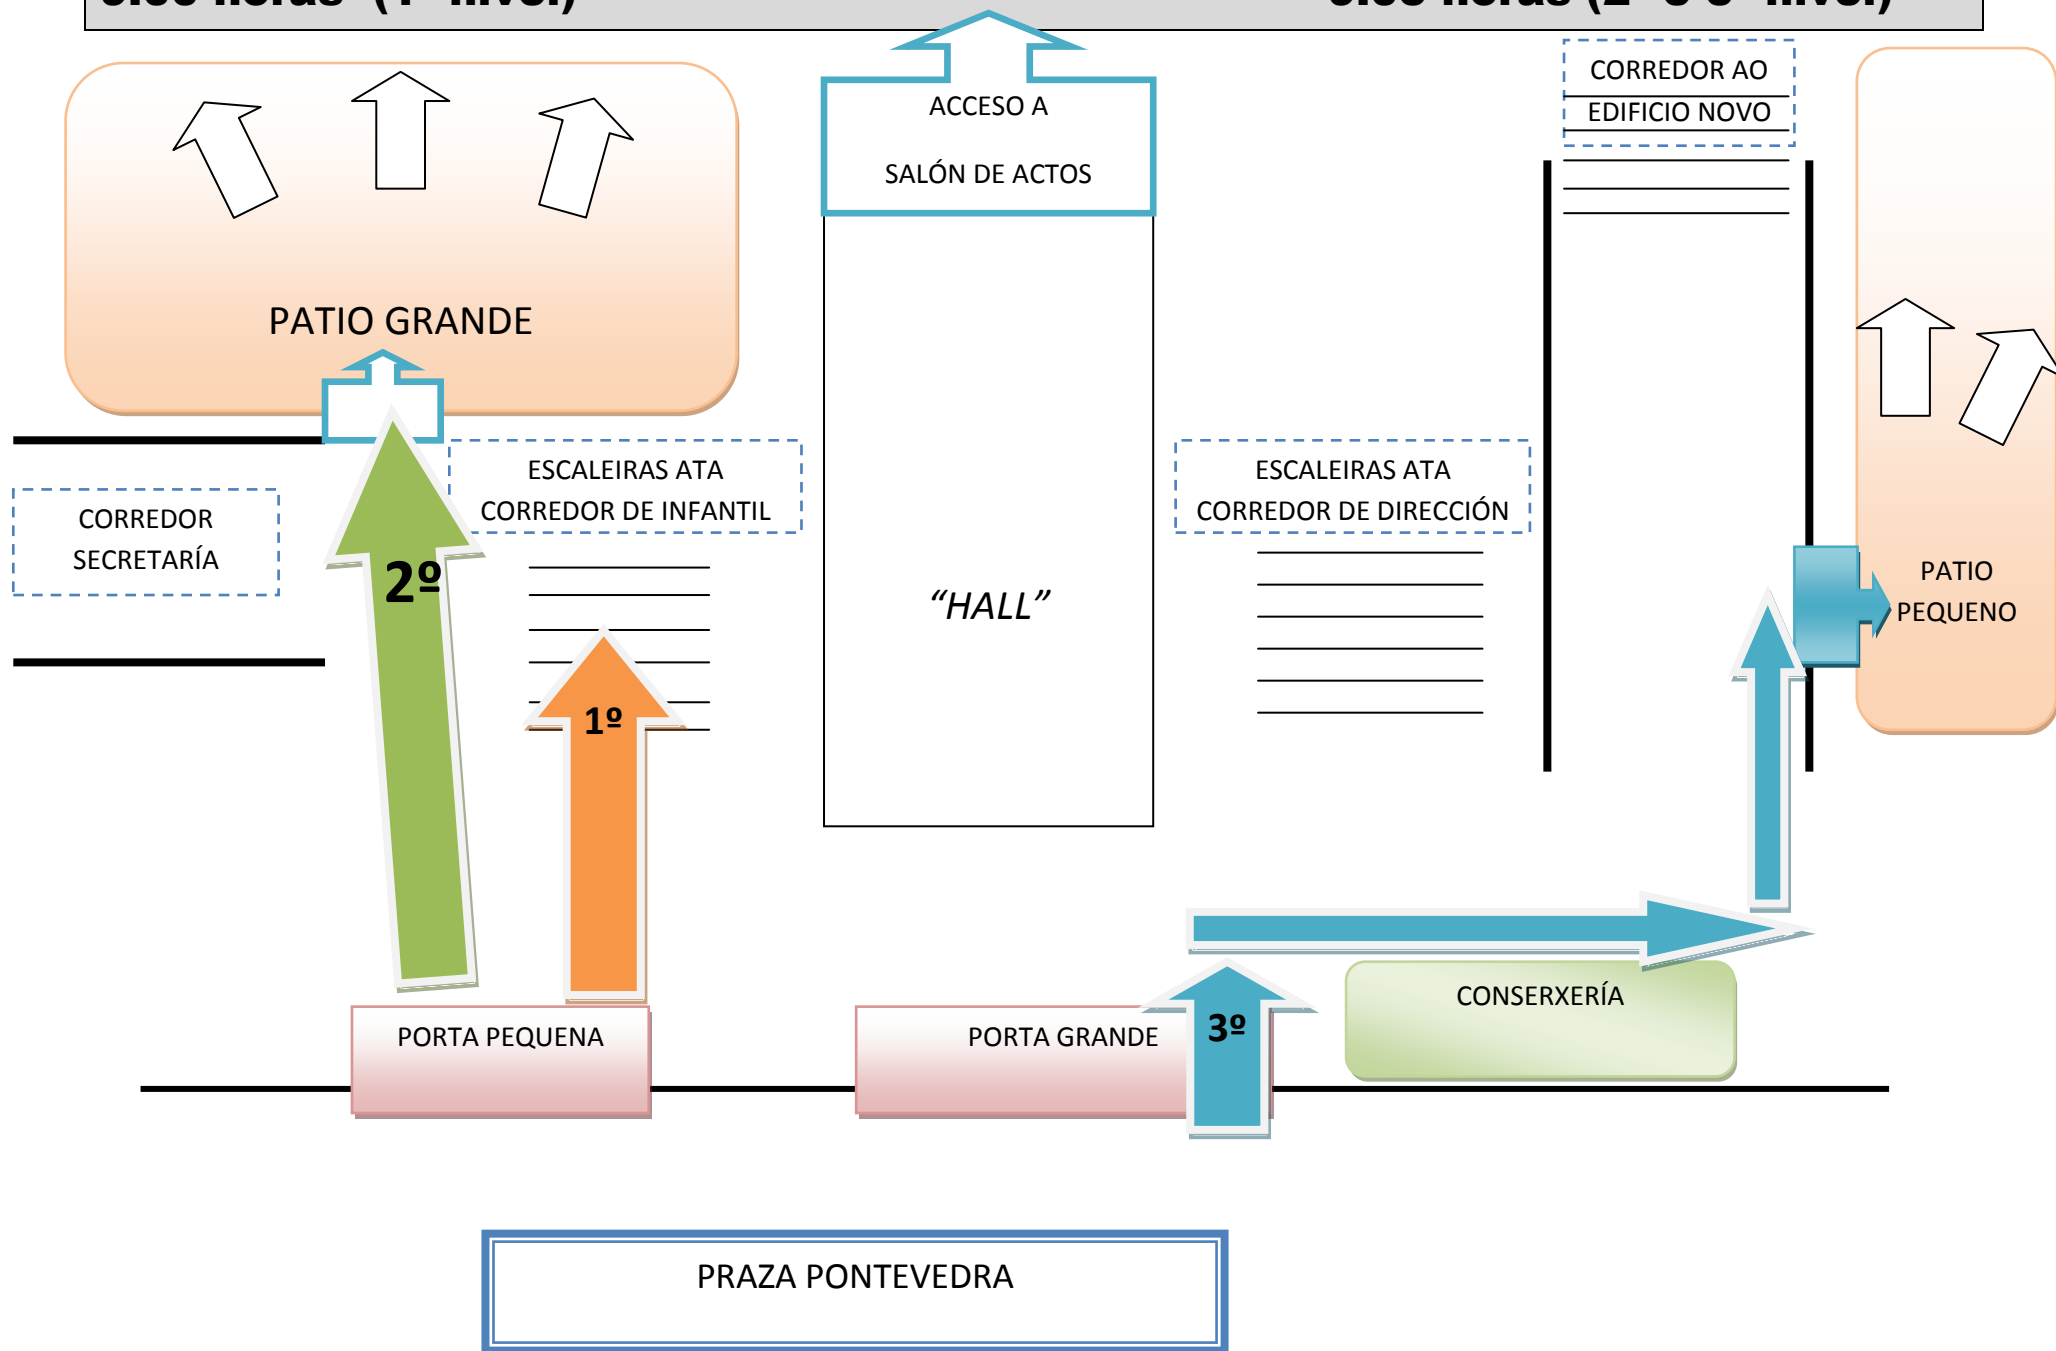 CORREDOR AO
EDIFICIO NOVO
ACCESO A
SALÓN DE ACTOS
PATIO GRANDE
ESCALEIRAS ATA
CORREDOR DE INFANTIL
ESCALEIRAS ATA
CORREDOR DE DIRECCIÓN
CORREDOR
SECRETARÍA
2º
“HALL”
PATIO
PEQUENO
1º
CONSERXERÍA
3º
PORTA PEQUENA
PORTA GRANDE
PRAZA PONTEVEDRA